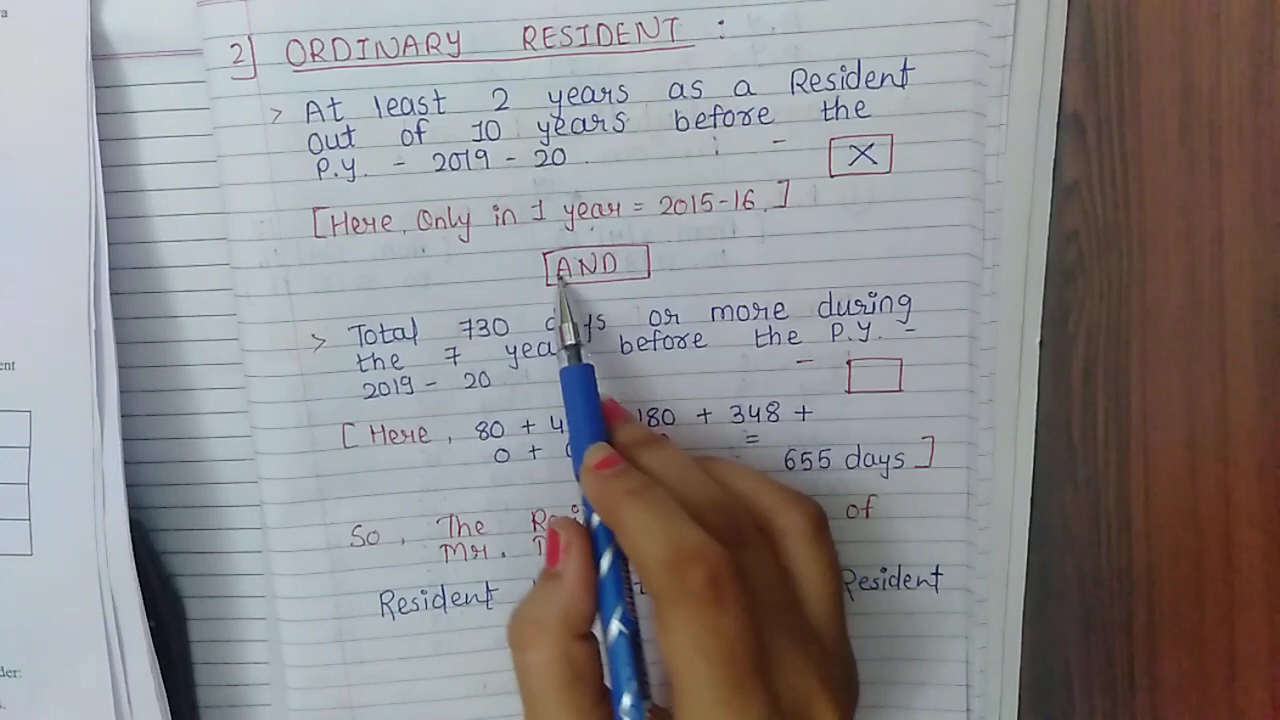 2] ORDINARY RESIDENT :
> At least 2 years as a Resident
out of 10 years before the
P.Y. - 2019 - 20. - X
[Here, Only in 1 year = 2015-16.]
AND
> Total 730 or more during
the 7 before the P.Y. -
2019 - 20 -
[Here, 80 + 180 + 348 +
0 + = 655 days]
So, The of
Mr.
Resident Resident
ent
der: